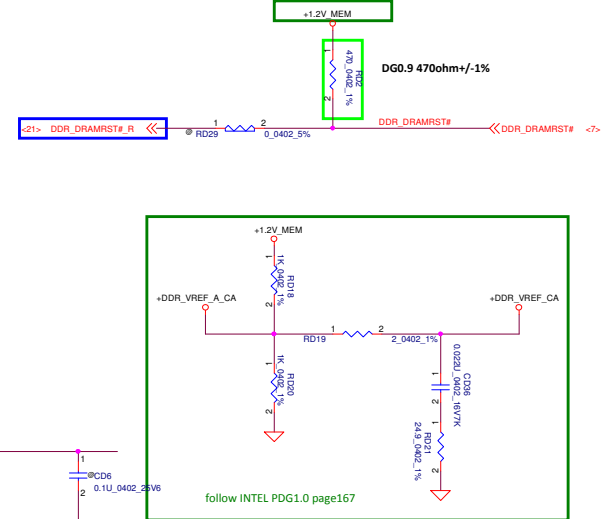 +1.2V_MEM
1
RD2
470_0402_1%
2
DG0.9 470ohm+/-1%
<21> DDR_DRAMRST#_R
@ RD29
1
2
0_0402_5%
DDR_DRAMRST#
DDR_DRAMRST# <7>
+1.2V_MEM
1
RD18
1K_0402_1%
2
+DDR_VREF_A_CA
+DDR_VREF_CA
RD19
1
2
2_0402_1%
1
RD20
1K_0402_1%
2
1
CD36
0.022U_0402_16V7K
2
1
RD21
24.9_0402_1%
2
1
@CD6
2
0.1U_0402_25V6
follow INTEL PDG1.0 page167